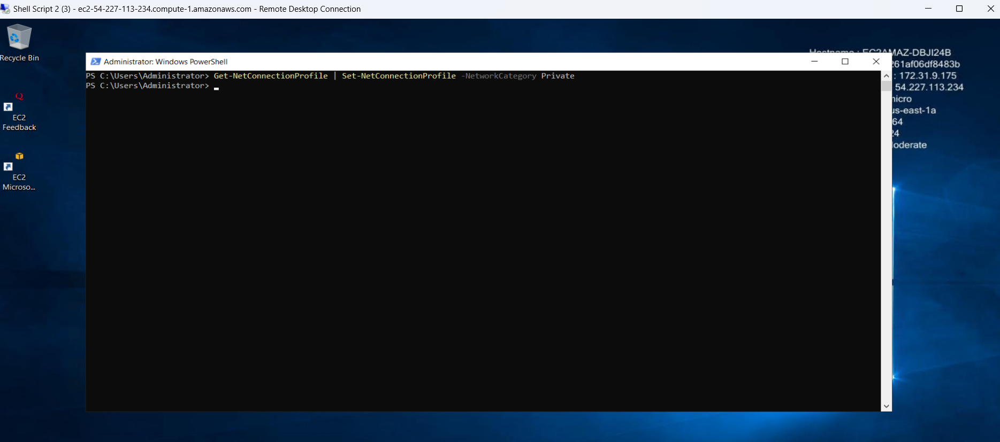 Shell Script 2 (3) - ec2-54-227-113-234.compute-1.amazonaws.com - Remote Desktop Connection
Recycle Bin
EC2
Feedback
EC2
Microso...
Administrator: Windows PowerShell
PS C:\Users\Administrator> Get-NetConnectionProfile | Set-NetConnectionProfile -NetworkCategory Private
PS C:\Users\Administrator>
Hostname : EC2AMAZ-DBJI24B
261af06df8483b
: 172.31.9.175
54.227.113.234
micro
us-east-1a
64
24
Moderate